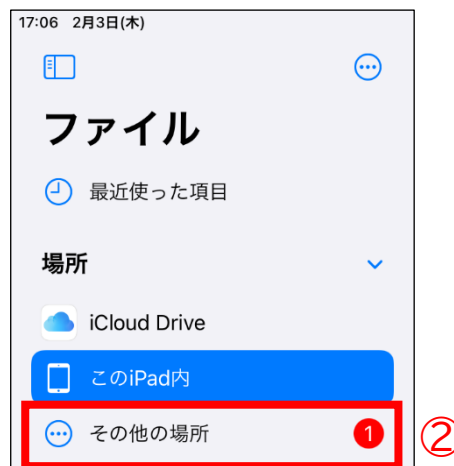 17:06 2月3日(木)
ファイル
最近使った項目
場所
iCloud Drive
このiPad内
その他の場所 1
②